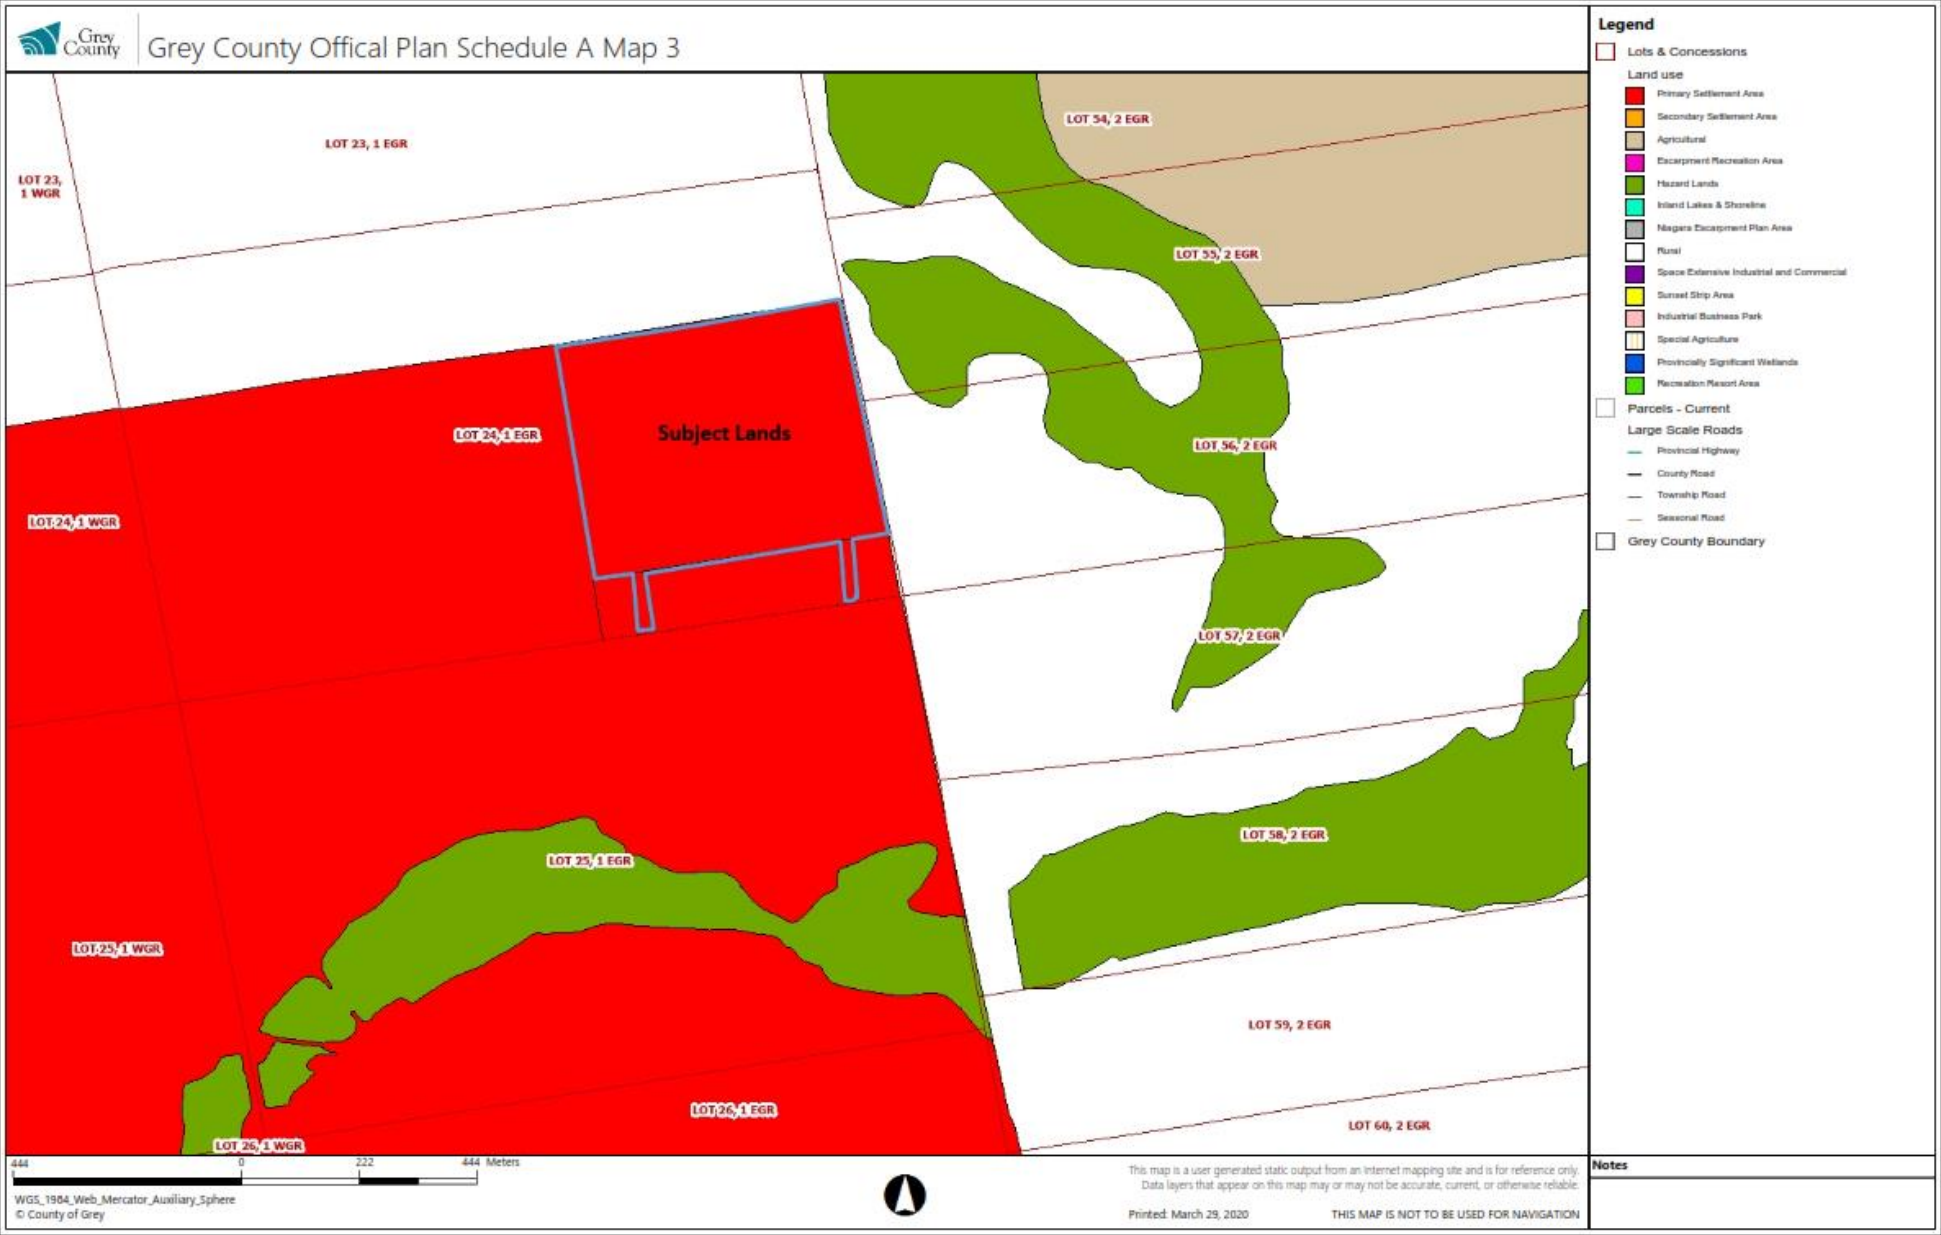 Grey
County
Grey County Offical Plan Schedule A Map 3
LOT 23, 1 EGR
LOT 23,
1 WGR
LOT 54, 2 EGR
LOT 55, 2 EGR
LOT 24, 1 EGR
Subject Lands
LOT 56, 2 EGR
LOT 24, 1 WGR
LOT 57, 2 EGR
LOT 58, 2 EGR
LOT 25, 1 EGR
LOT 25, 1 WGR
LOT 59, 2 EGR
LOT 26, 1 EGR
LOT 60, 2 EGR
LOT 26, 1 WGR
Legend
Lots & Concessions
Land use
Primary Settlement Area
Secondary Settlement Area
Agricultural
Escarpment Recreation Area
Hazard Lands
Inland Lakes & Shoreline
Niagara Escarpment Plan Area
Rural
Space Extensive Industrial and Commercial
Sunset Strip Area
Industrial Business Park
Special Agriculture
Provincially Significant Wetlands
Recreation Resort Area
Parcels - Current
Large Scale Roads
Provincial Highway
County Road
Township Road
Seasonal Road
Grey County Boundary
444 0 222 444 Meters
WGS_1984_Web_Mercator_Auxiliary_Sphere
© County of Grey
This map is a user generated static output from an Internet mapping site and is for reference only.
Data layers that appear on this map may or may not be accurate, current, or otherwise reliable.
Printed: March 29, 2020
THIS MAP IS NOT TO BE USED FOR NAVIGATION
Notes